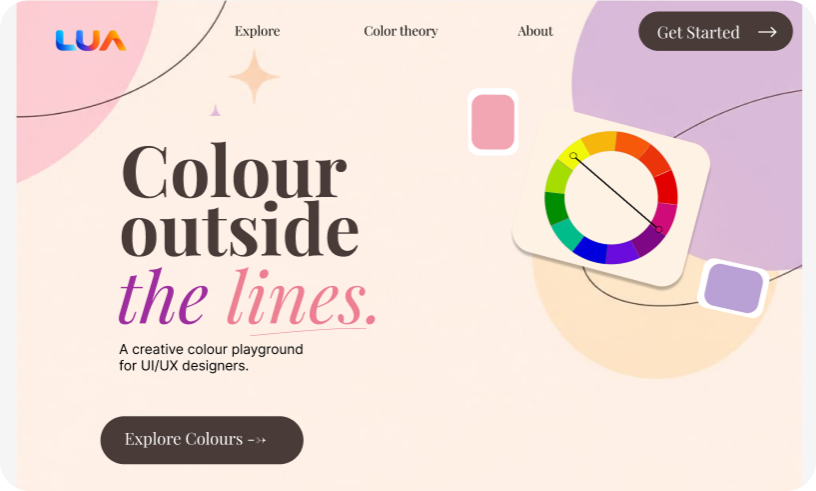 LUA
Explore
Color theory
About
Get Started →
Colour
outside
the lines.
A creative colour playground
for UI/UX designers.
Explore Colours -->